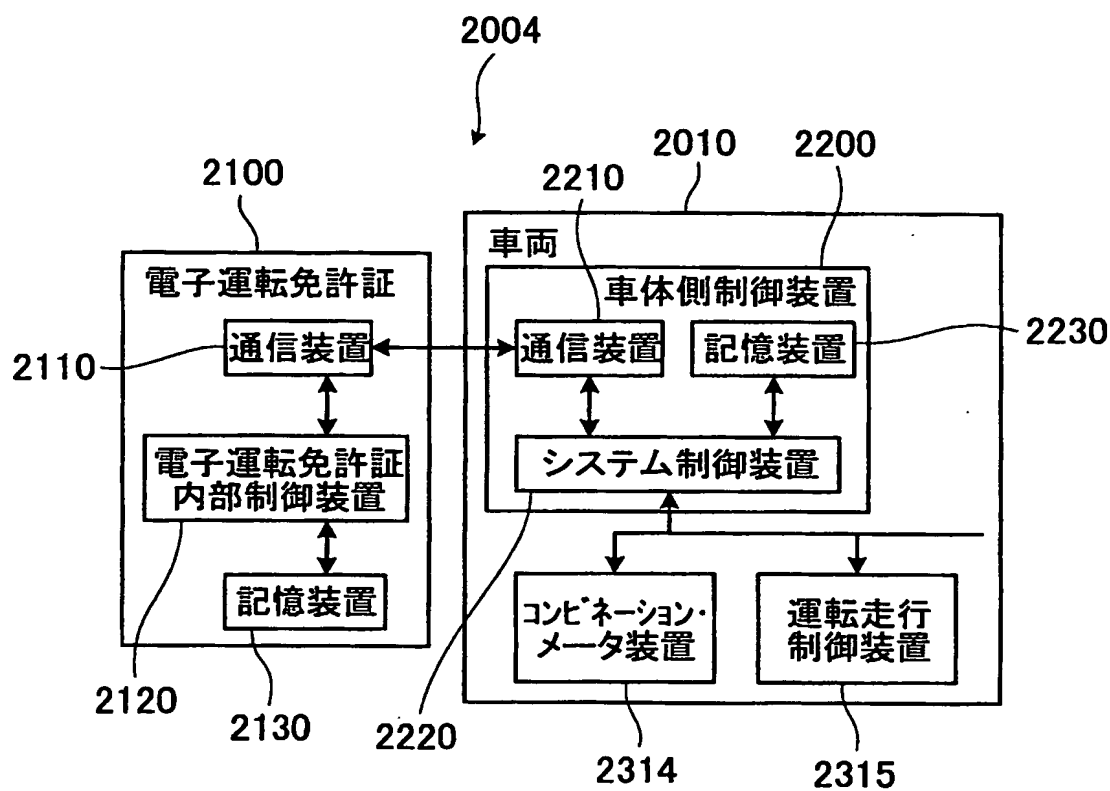 2004
2010
2200
2100
2210
車両
電子運転免許証
車体側制御装置
2230
通信装置
通信装置
記憶装置
2110
電子運転免許証
内部制御装置
システム制御装置
記憶装置
コンビネーション・
メータ装置
運転走行
制御装置
2120
2130
2220
2314
2315